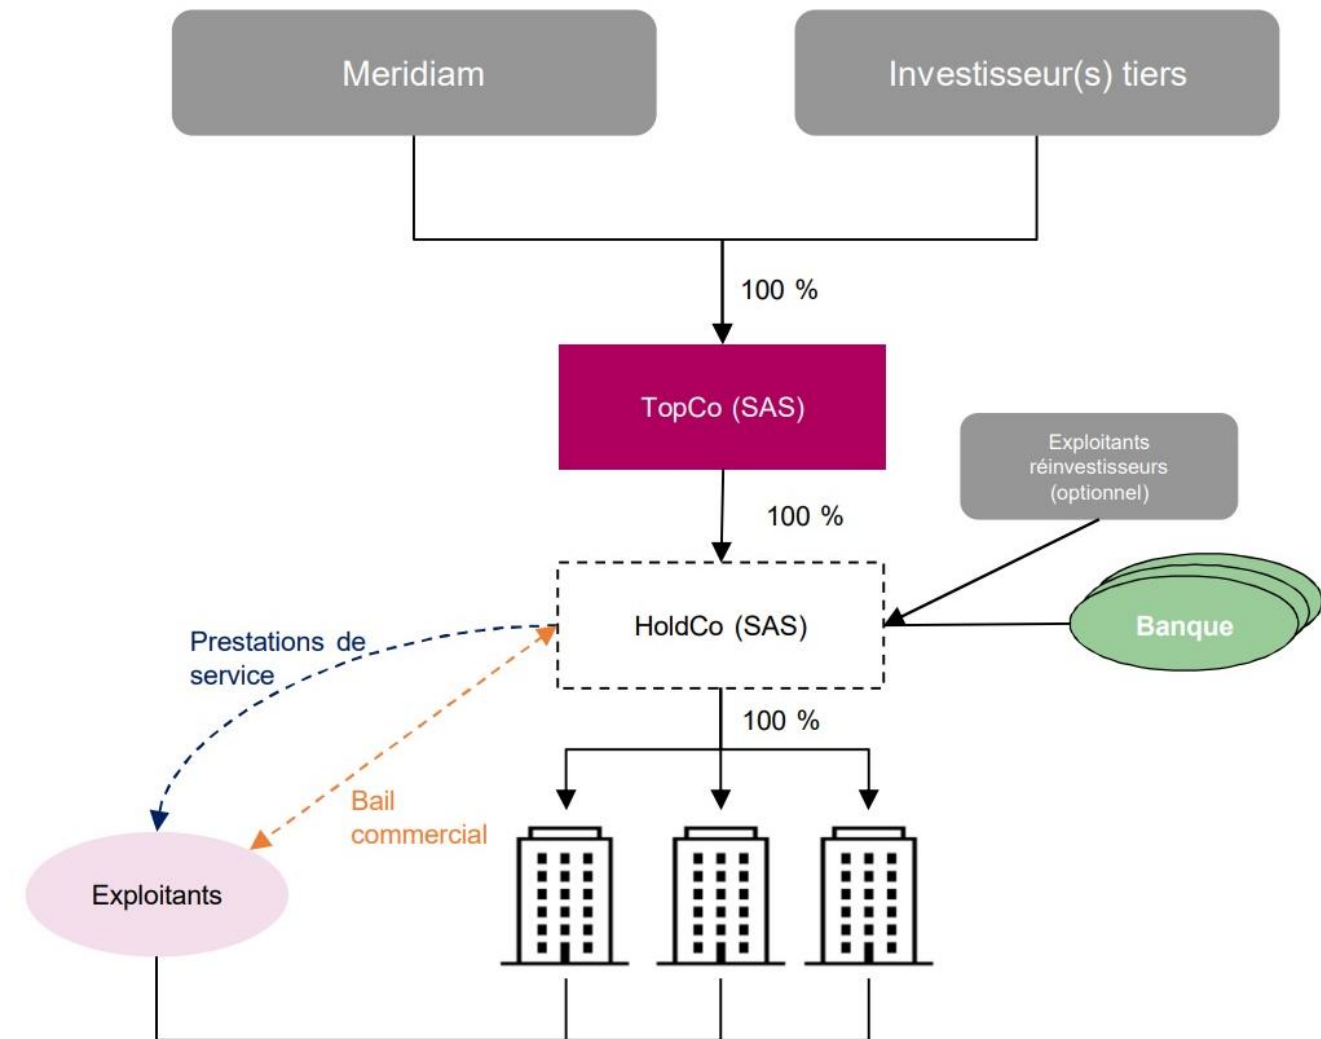 Meridiam
Investisseur(s) tiers
100 %
TopCo (SAS)
Exploitants
réinvestisseurs
(optionnel)
100 %
HoldCo (SAS)
Banque
Prestations de
service
100 %
Bail
commercial
Exploitants